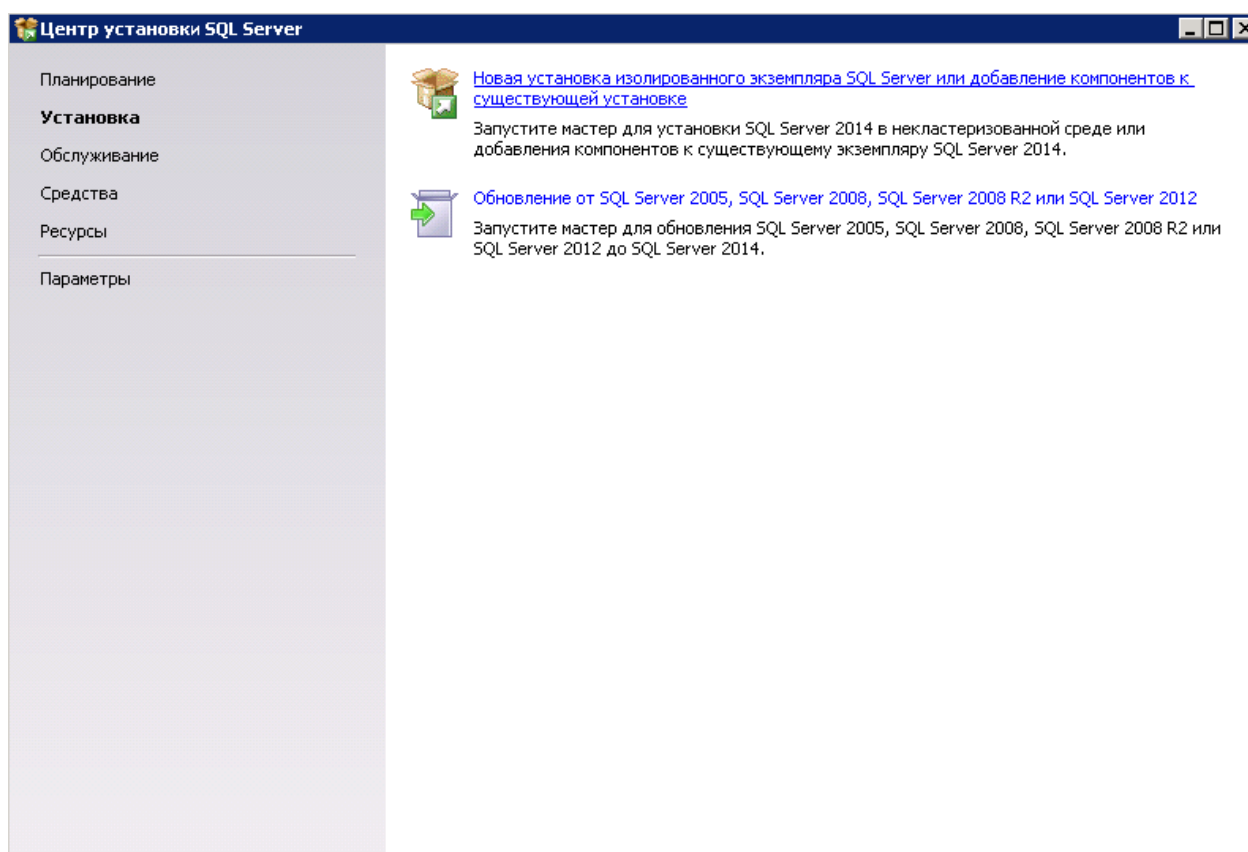 Центр установки SQL Server
Планирование
Установка
Обслуживание
Средства
Ресурсы
Параметры
Новая установка изолированного экземпляра SQL Server или добавление компонентов к
существующей установке
Запустите мастер для установки SQL Server 2014 в некластеризованной среде или
добавления компонентов к существующему экземпляру SQL Server 2014.
Обновление от SQL Server 2005, SQL Server 2008, SQL Server 2008 R2 или SQL Server 2012
Запустите мастер для обновления SQL Server 2005, SQL Server 2008, SQL Server 2008 R2 или
SQL Server 2012 до SQL Server 2014.